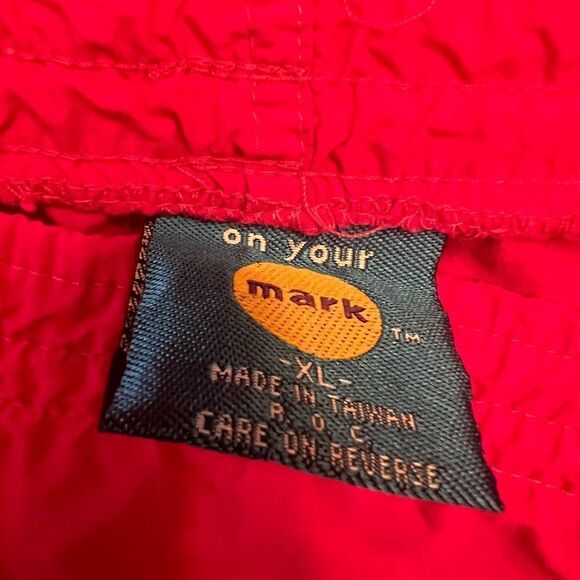 on your
mark TM
-XL-
MADE IN TAIWAN
R. O. C.
CARE ON REVERSE